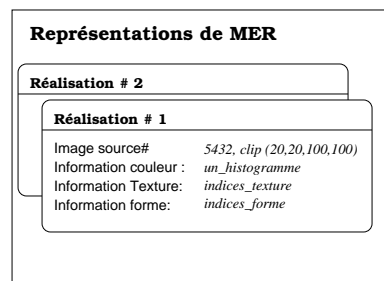 Représentations de MER
Réalisation # 2
Réalisation # 1
Image source# 5432, clip (20,20,100,100)
Information couleur : un_histogramme
Information Texture: indices_texture
Information forme: indices_forme